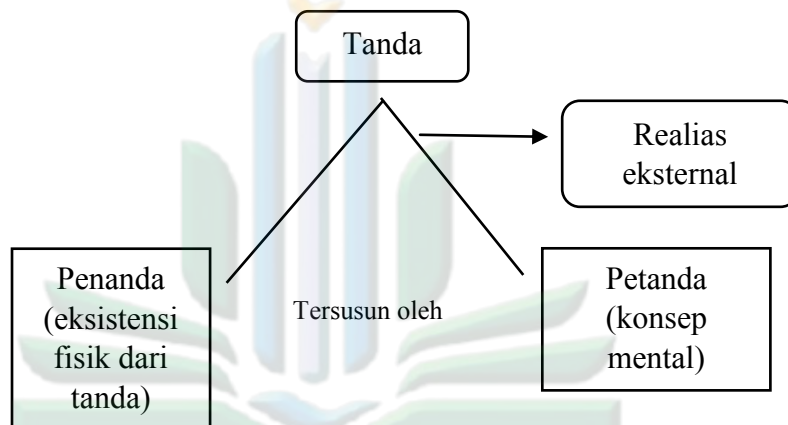 Tanda
Realias
eksternal
Penanda
(eksistensi
fisik dari
tanda)
Tersusun oleh
Petanda
(konsep
mental)